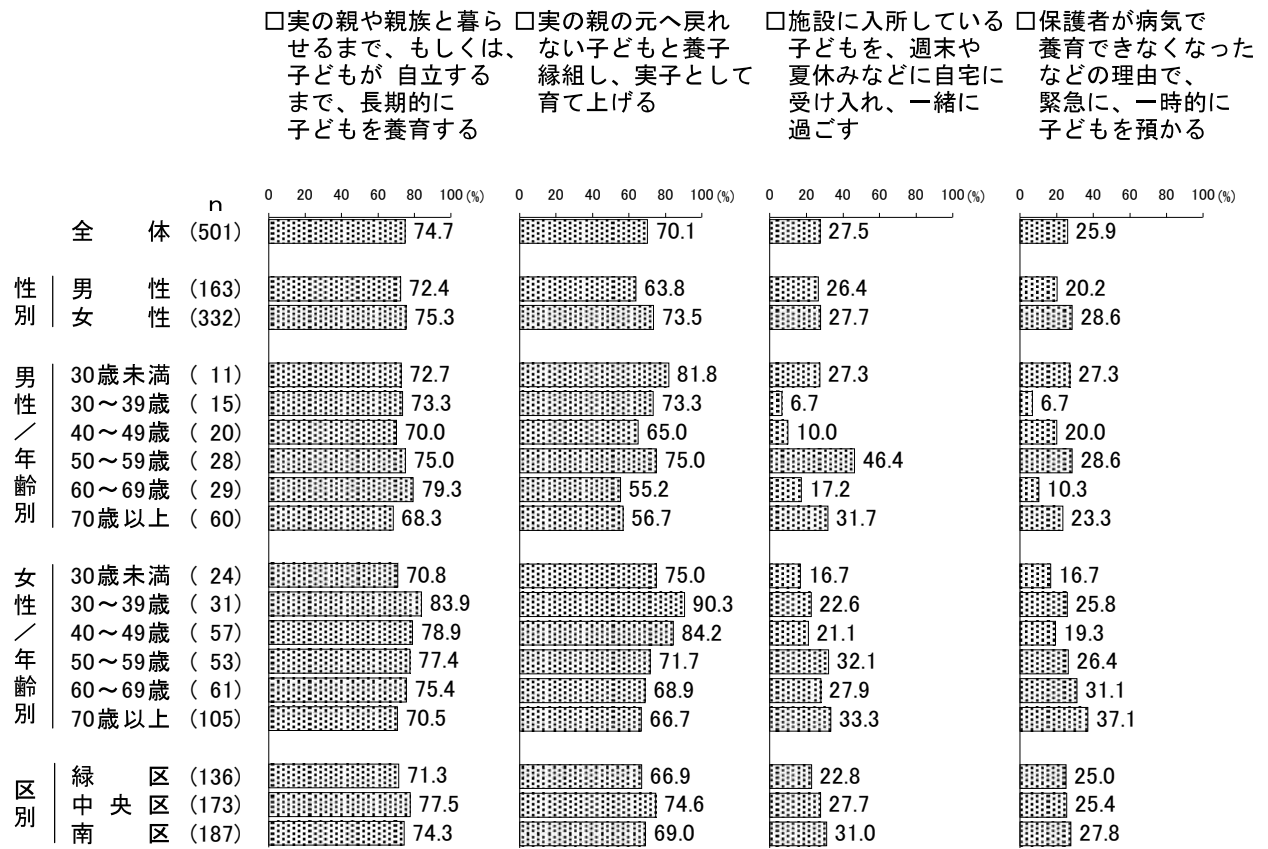 □実の親や親族と暮ら
せるまで、もしくは、
子どもが 自立する
まで、長期的に
子どもを養育する
□実の親の元へ戻れ
ない子どもと養子
縁組し、実子として
育て上げる
□施設に入所している
子どもを、週末や
夏休みなどに自宅に
受け入れ、一緒に
過ごす
□保護者が病気で
養育できなくなった
などの理由で、
緊急に、一時的に
子どもを預かる
n
0 20 40 60 80 100(%) 0 20 40 60 80 100(%) 0 20 40 60 80 100(%) 0 20 40 60 80 100(%)
全体 (501) 74.7 70.1 27.5 25.9
性別
男性 (163) 72.4 63.8 26.4 20.2
女性 (332) 75.3 73.5 27.7 28.6
男性/年齢別
30歳未満 ( 11) 72.7 81.8 27.3 27.3
30~39歳 ( 15) 73.3 73.3 6.7 6.7
40~49歳 ( 20) 70.0 65.0 10.0 20.0
50~59歳 ( 28) 75.0 75.0 46.4 28.6
60~69歳 ( 29) 79.3 55.2 17.2 10.3
70歳以上 ( 60) 68.3 56.7 31.7 23.3
女性/年齢別
30歳未満 ( 24) 70.8 75.0 16.7 16.7
30~39歳 ( 31) 83.9 90.3 22.6 25.8
40~49歳 ( 57) 78.9 84.2 21.1 19.3
50~59歳 ( 53) 77.4 71.7 32.1 26.4
60~69歳 ( 61) 75.4 68.9 27.9 31.1
70歳以上 (105) 70.5 66.7 33.3 37.1
区別
緑区 (136) 71.3 66.9 22.8 25.0
中央区 (173) 77.5 74.6 27.7 25.4
南区 (187) 74.3 69.0 31.0 27.8